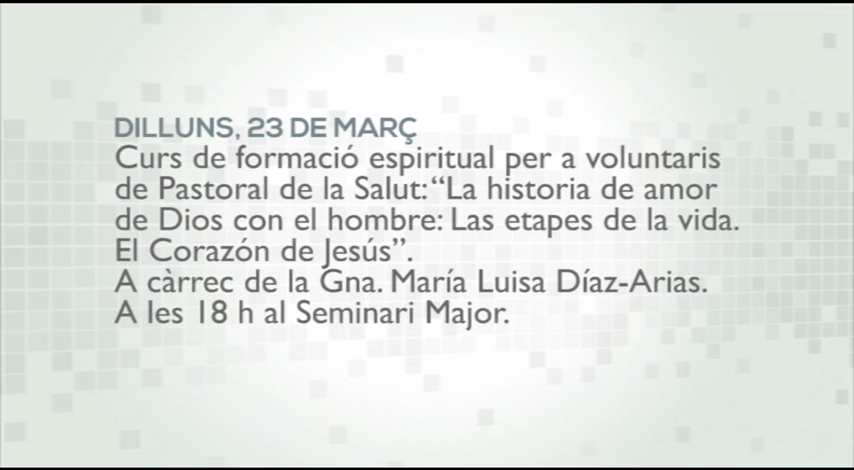 DILLUNS, 23 DE MARÇ
Curs de formació espiritual per a voluntaris
de Pastoral de la Salut: “La historia de amor
de Dios con el hombre: Las etapes de la vida.
El Corazón de Jesús”.
A càrrec de la Gna. María Luisa Díaz-Arias.
A les 18 h al Seminari Major.